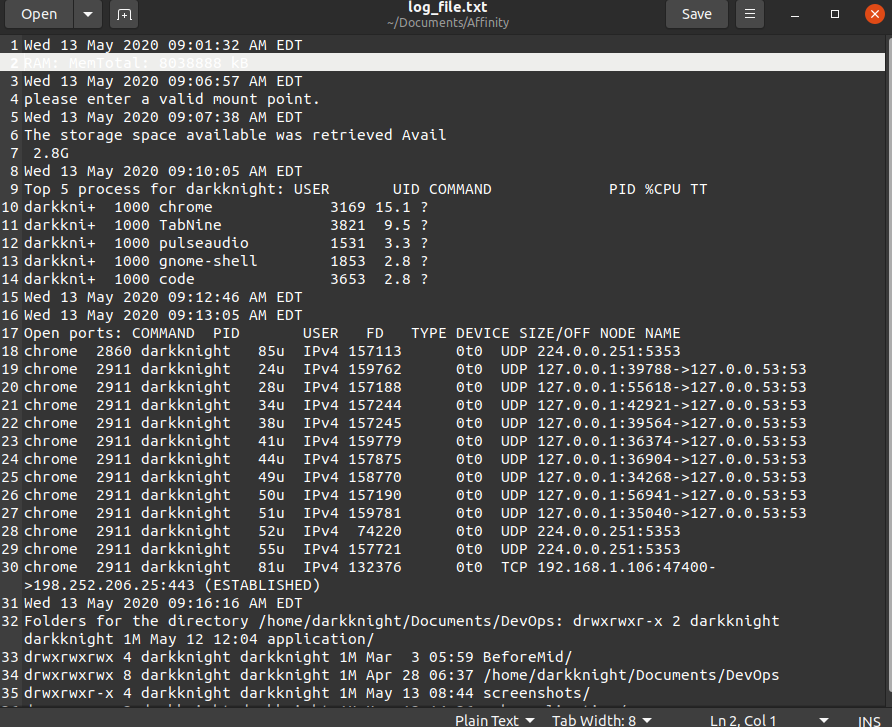 Open
log_file.txt
~/Documents/Affinity
Save
1 Wed 13 May 2020 09:01:32 AM EDT
2 RAM: MemTotal: 8038888 kB
3 Wed 13 May 2020 09:06:57 AM EDT
4 please enter a valid mount point.
5 Wed 13 May 2020 09:07:38 AM EDT
6 The storage space available was retrieved Avail
7  2.8G
8 Wed 13 May 2020 09:10:05 AM EDT
9 Top 5 process for darkknight: USER       UID COMMAND             PID %CPU TT
10 darkkni+  1000 chrome             3169 15.1 ?
11 darkkni+  1000 TabNine            3821  9.5 ?
12 darkkni+  1000 pulseaudio         1531  3.3 ?
13 darkkni+  1000 gnome-shell        1853  2.8 ?
14 darkkni+  1000 code               3653  2.8 ?
15 Wed 13 May 2020 09:12:46 AM EDT
16 Wed 13 May 2020 09:13:05 AM EDT
17 Open ports: COMMAND  PID       USER   FD   TYPE DEVICE SIZE/OFF NODE NAME
18 chrome  2860 darkknight   85u  IPv4 157113      0t0  UDP 224.0.0.251:5353
19 chrome  2911 darkknight   24u  IPv4 159762      0t0  UDP 127.0.0.1:39788->127.0.0.53:53
20 chrome  2911 darkknight   28u  IPv4 157188      0t0  UDP 127.0.0.1:55618->127.0.0.53:53
21 chrome  2911 darkknight   34u  IPv4 157244      0t0  UDP 127.0.0.1:42921->127.0.0.53:53
22 chrome  2911 darkknight   38u  IPv4 157245      0t0  UDP 127.0.0.1:39564->127.0.0.53:53
23 chrome  2911 darkknight   41u  IPv4 159779      0t0  UDP 127.0.0.1:36374->127.0.0.53:53
24 chrome  2911 darkknight   44u  IPv4 157875      0t0  UDP 127.0.0.1:36904->127.0.0.53:53
25 chrome  2911 darkknight   49u  IPv4 158770      0t0  UDP 127.0.0.1:34268->127.0.0.53:53
26 chrome  2911 darkknight   50u  IPv4 157190      0t0  UDP 127.0.0.1:56941->127.0.0.53:53
27 chrome  2911 darkknight   51u  IPv4 159781      0t0  UDP 127.0.0.1:35040->127.0.0.53:53
28 chrome  2911 darkknight   52u  IPv4  74220      0t0  UDP 224.0.0.251:5353
29 chrome  2911 darkknight   55u  IPv4 157721      0t0  UDP 224.0.0.251:5353
30 chrome  2911 darkknight   81u  IPv4 132376      0t0  TCP 192.168.1.106:47400-
>198.252.206.25:443 (ESTABLISHED)
31 Wed 13 May 2020 09:16:16 AM EDT
32 Folders for the directory /home/darkknight/Documents/DevOps: drwxrwxr-x 2 darkknight
darkknight 1M May 12 12:04 application/
33 drwxrwxrwx 4 darkknight darkknight 1M Mar  3 05:59 BeforeMid/
34 drwxrwxrwx 8 darkknight darkknight 1M Apr 28 06:37 /home/darkknight/Documents/DevOps
35 drwxrwxr-x 4 darkknight darkknight 1M May 13 08:44 screenshots/
Plain Text
Tab Width: 8
Ln 2, Col 1
INS